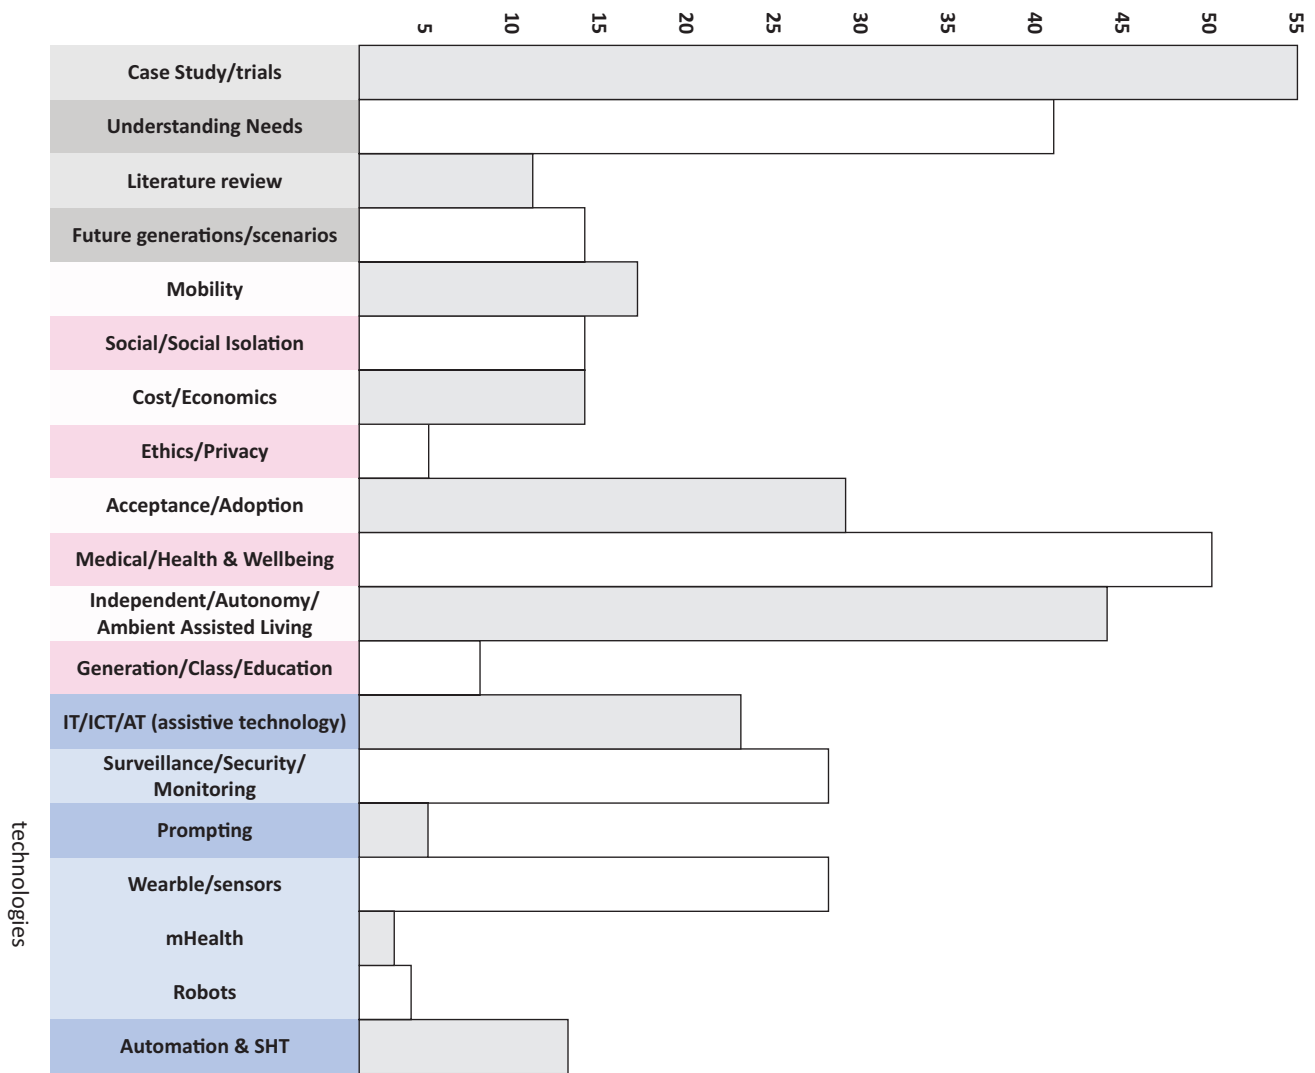 5
10
15
20
25
30
35
40
45
50
55
Case Study/trials
Understanding Needs
Literature review
Future generations/scenarios
Mobility
Social/Social Isolation
Cost/Economics
Ethics/Privacy
Acceptance/Adoption
Medical/Health & Wellbeing
Independent/Autonomy/
Ambient Assisted Living
Generation/Class/Education
IT/ICT/AT (assistive technology)
Surveillance/Security/
Monitoring
Prompting
Wearble/sensors
mHealth
Robots
Automation & SHT
technologies